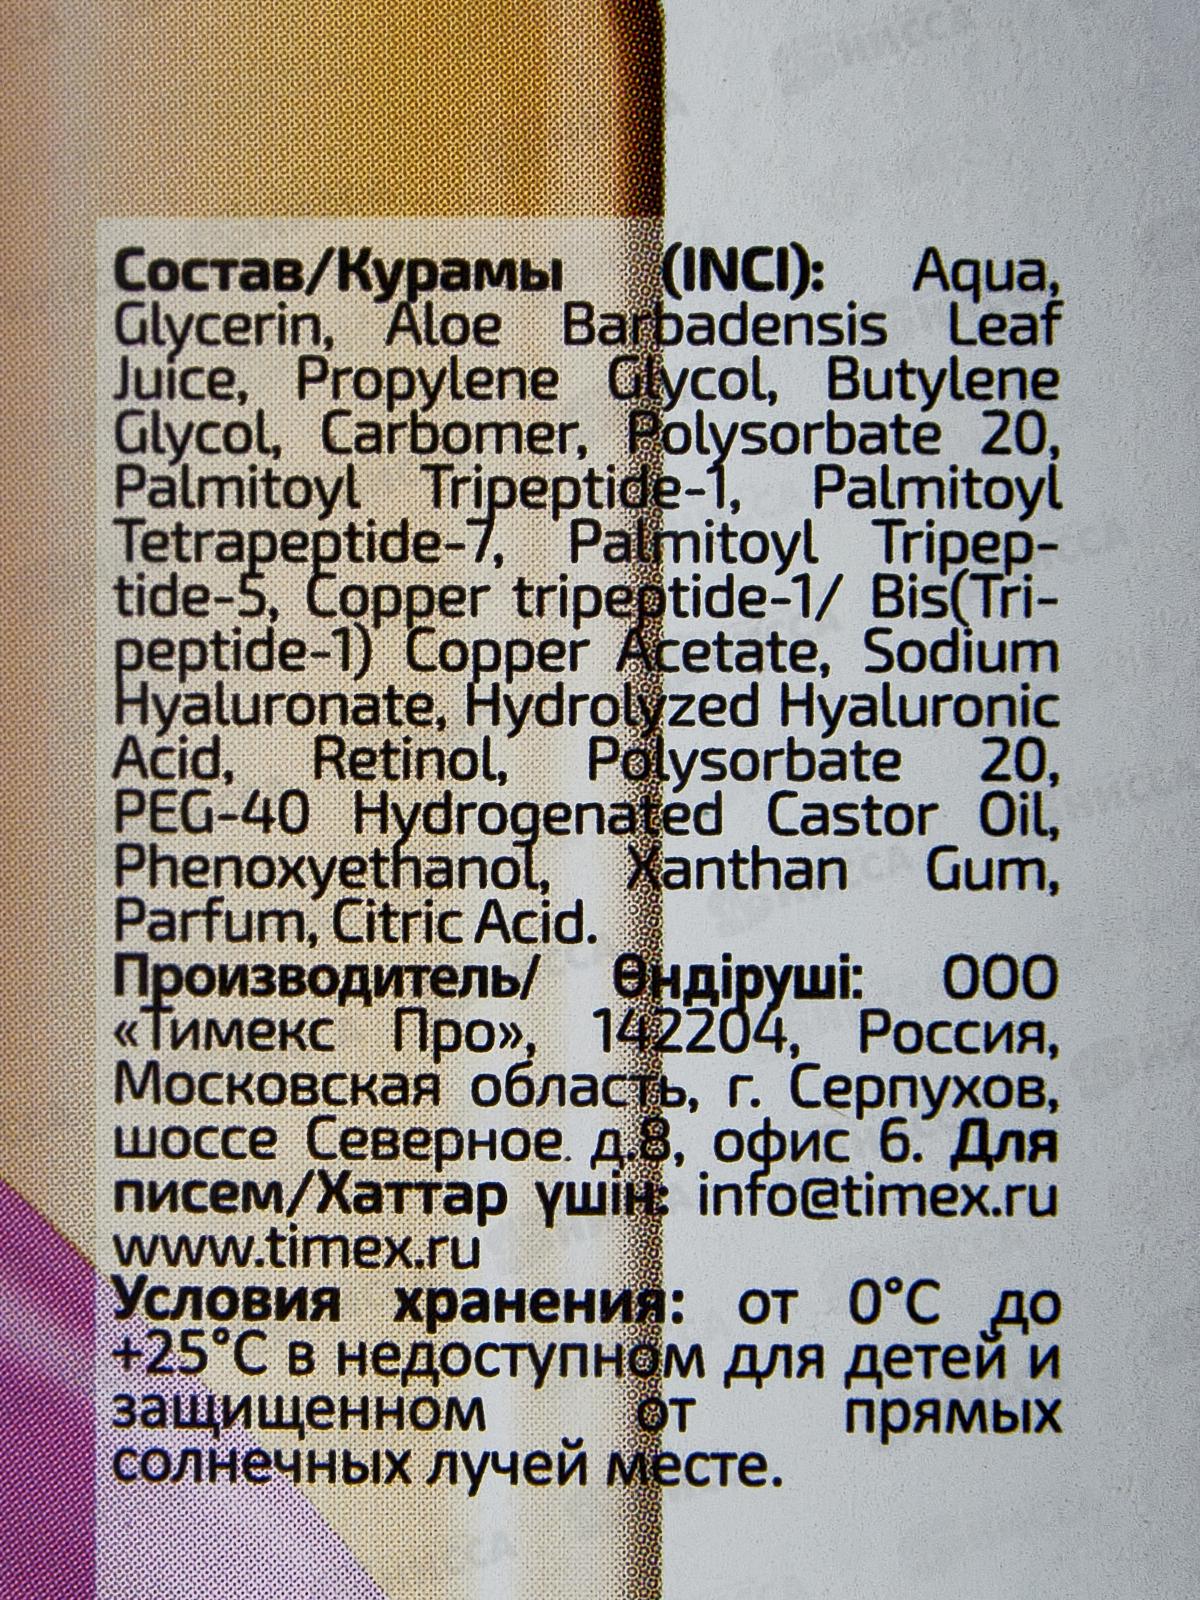 Состав/Курамы (INCI): Aqua,
Glycerin, Aloe Barbadensis Leaf
Juice, Propylene Glycol, Butylene
Glycol, Carbomer, Polysorbate 20,
Palmitoyl Tripeptide-1, Palmitoyl
Tetrapeptide-7, Palmitoyl Tripep-
tide-5, Copper tripeptide-1/ Bis(Tri-
peptide-1) Copper Acetate, Sodium
Hyaluronate, Hydrolyzed Hyaluronic
Acid, Retinol, Polysorbate 20,
PEG-40 Hydrogenated Castor Oil,
Phenoxyethanol, Xanthan Gum,
Parfum, Citric Acid.
Производитель/ Өндіруші: ООО
«Тимекс Про», 142204, Россия,
Московская область, г. Серпухов,
шоссе Северное. д.8, офис 6. Для
писем/Хаттар үшін: info@timex.ru
www.timex.ru
Условия хранения: от 0°С до
+25°С в недоступном для детей и
защищенном от прямых
солнечных лучей месте.